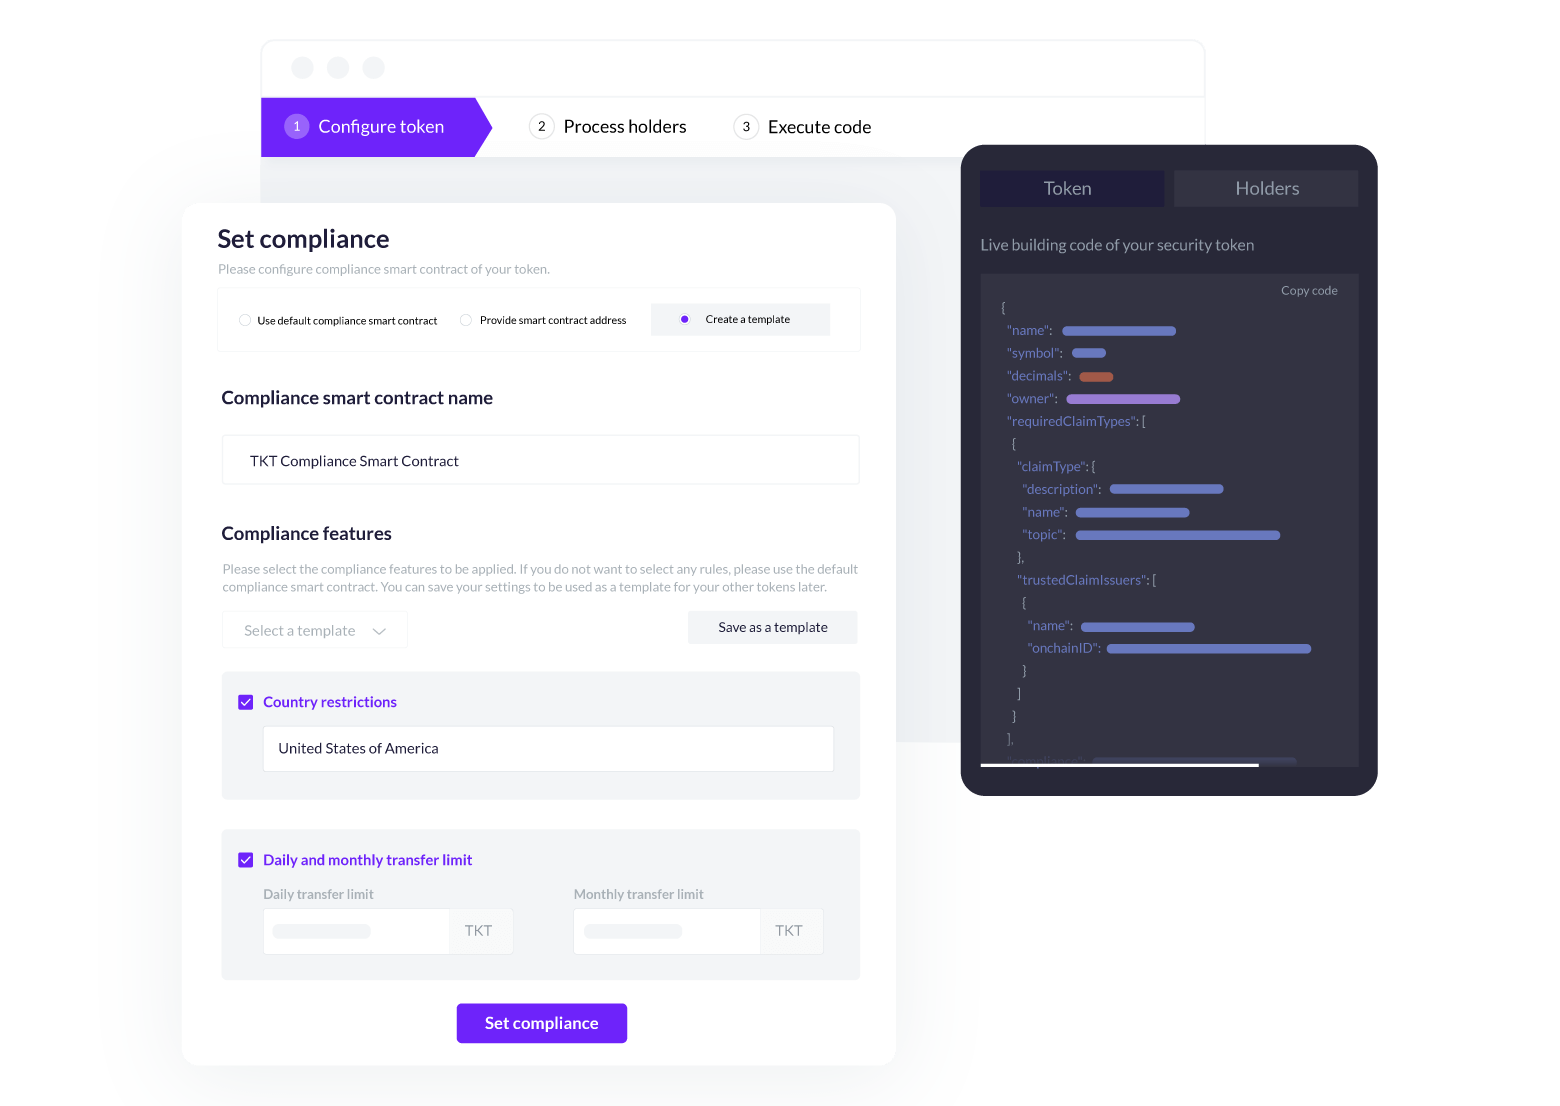 1 Configure token
2 Process holders
3 Execute code
Set compliance
Please configure compliance smart contract of your token.
Use default compliance smart contract
Provide smart contract address
Create a template
Compliance smart contract name
TKT Compliance Smart Contract
Compliance features
Please select the compliance features to be applied. If you do not want to select any rules, please use the default
compliance smart contract. You can save your settings to be used as a template for your other tokens later.
Select a template
Save as a template
Country restrictions
United States of America
Daily and monthly transfer limit
Daily transfer limit
Monthly transfer limit
TKT
TKT
Set compliance
Token
Holders
Live building code of your security token
Copy code
{
"name":
"symbol":
"decimals":
"owner":
"requiredClaimTypes": [
{
"claimType": {
"description":
"name":
"topic":
},
"trustedClaimIssuers": [
{
"name":
"onchainID":
}
]
}
],